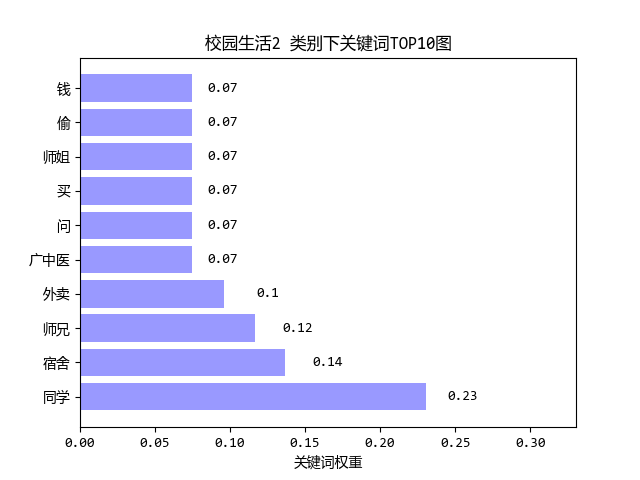 校园生活2 类别下关键词TOP10图
钱 0.07
偷 0.07
师姐 0.07
买 0.07
问 0.07
广中医 0.07
外卖 0.1
师兄 0.12
宿舍 0.14
同学 0.23
0.00 0.05 0.10 0.15 0.20 0.25 0.30
关键词权重